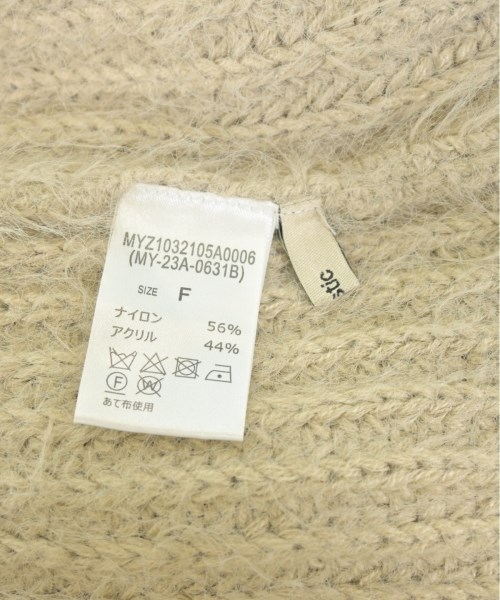 MYZ1032105A0006
(MY-23A-0631B)
SIZE F
ナイロン 56%
アクリル 44%
F W
あて布使用